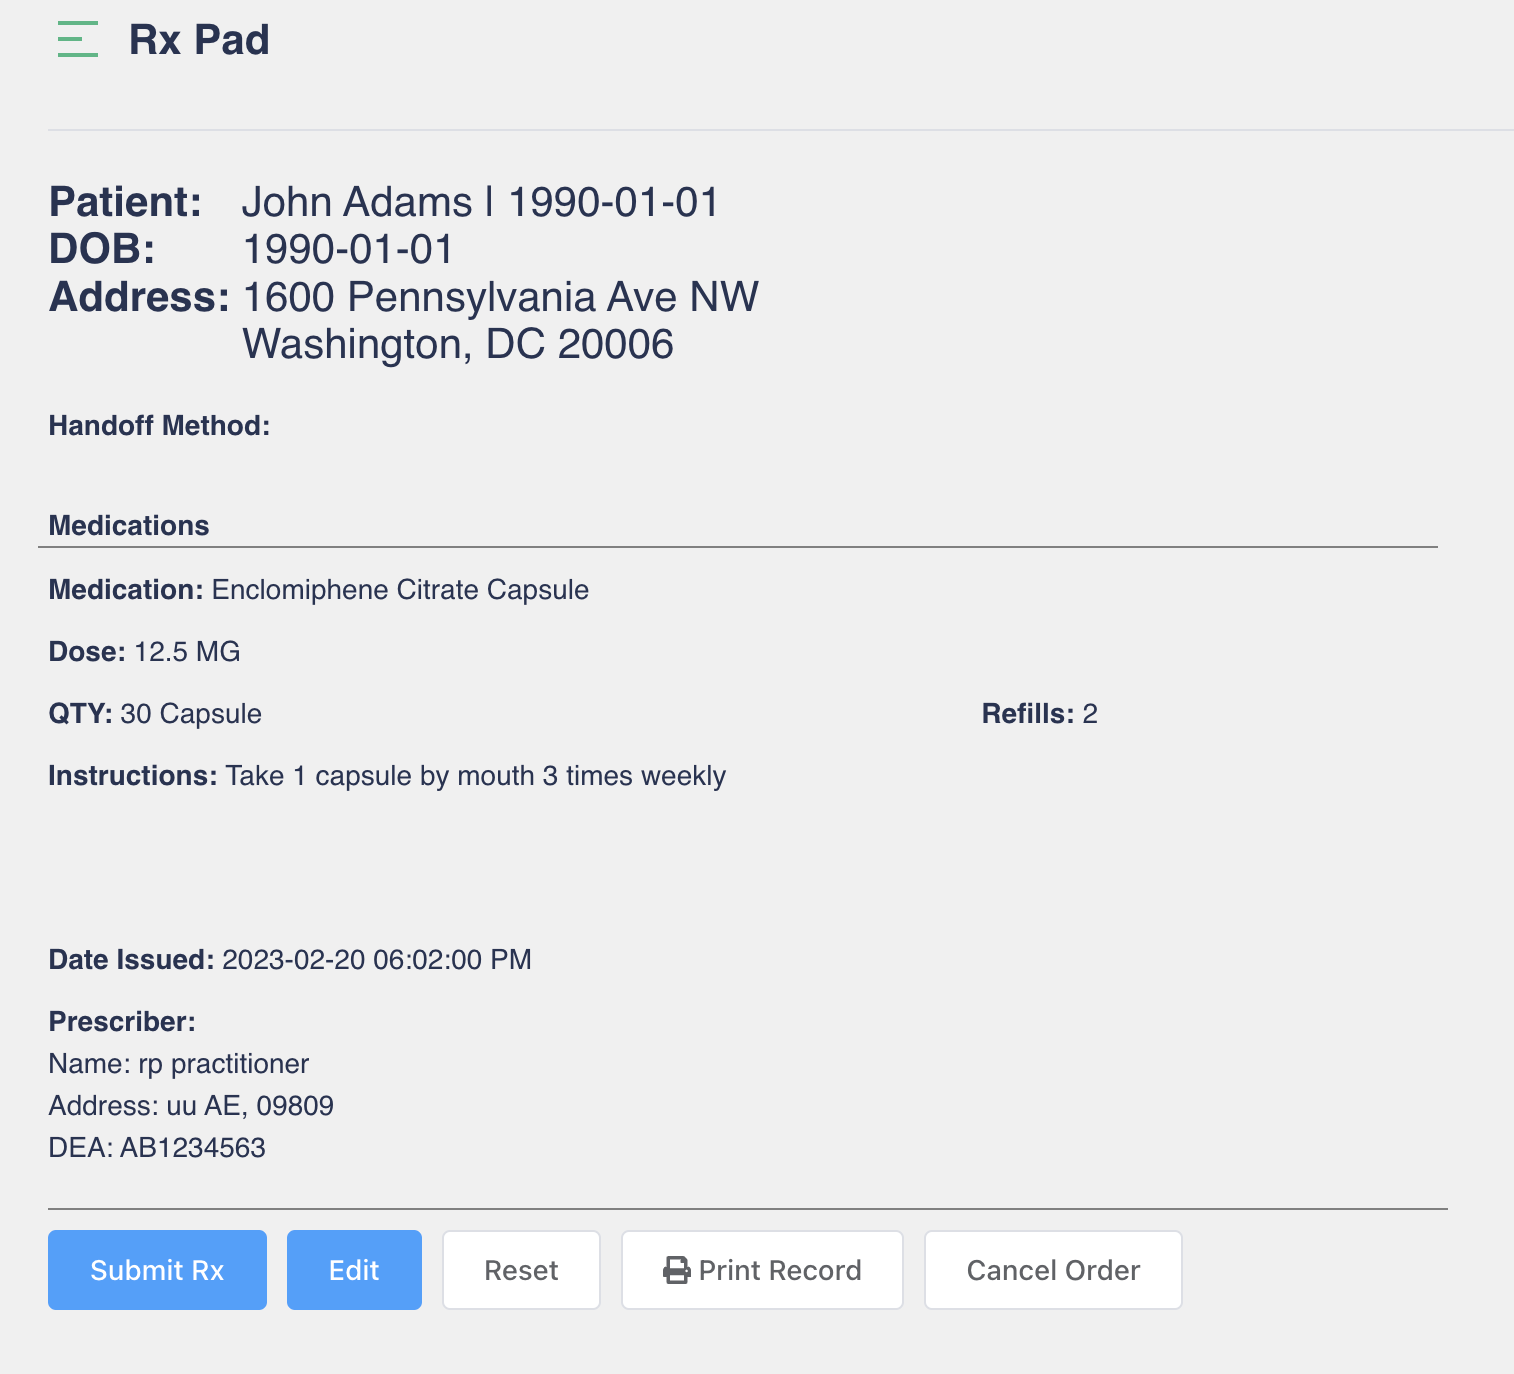 Rx Pad
Patient: John Adams | 1990-01-01
DOB: 1990-01-01
Address: 1600 Pennsylvania Ave NW
Washington, DC 20006
Handoff Method:
Medications
Medication: Enclomiphene Citrate Capsule
Dose: 12.5 MG
QTY: 30 Capsule Refills: 2
Instructions: Take 1 capsule by mouth 3 times weekly
Date Issued: 2023-02-20 06:02:00 PM
Prescriber:
Name: rp practitioner
Address: uu AE, 09809
DEA: AB1234563
Submit Rx Edit Reset Print Record Cancel Order